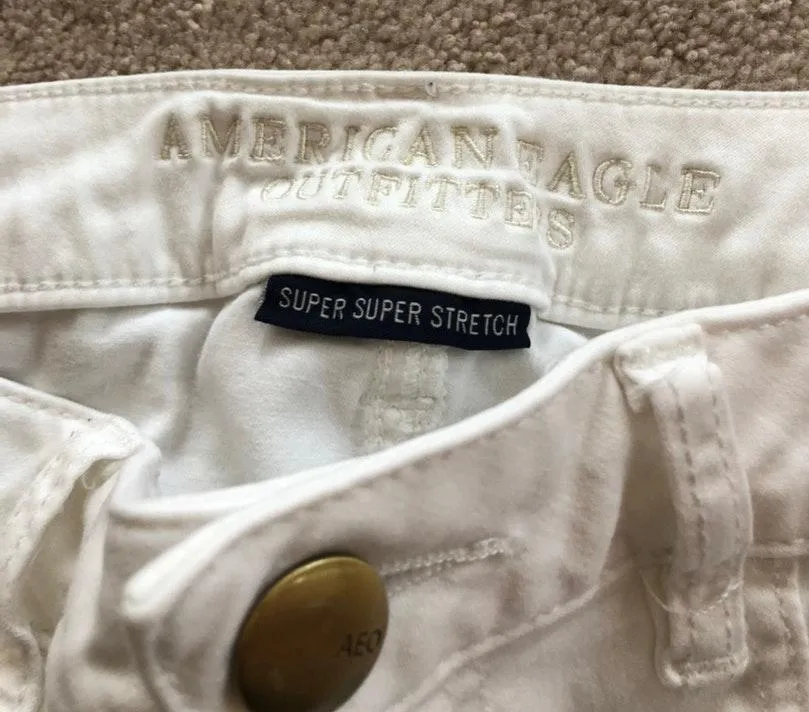 AMERICAN EAGLE
OUTFITTERS
SUPER SUPER STRETCH
AEO